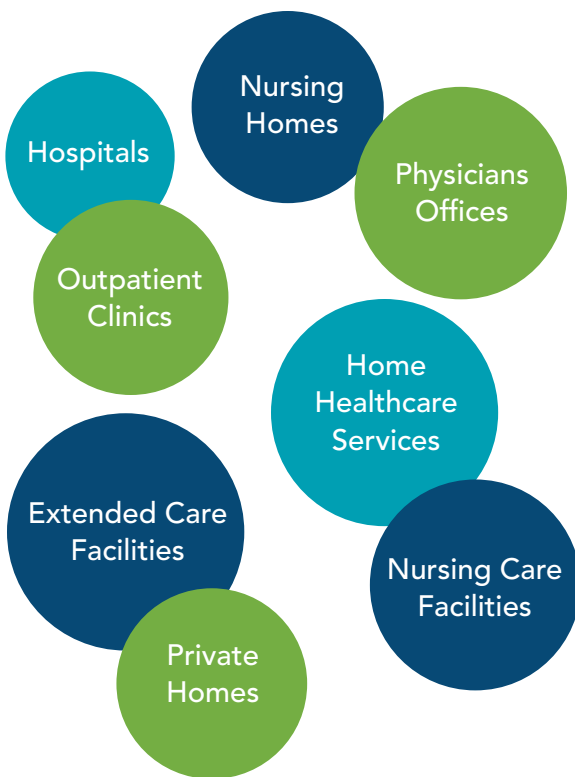 Nursing
Homes
Hospitals
Physicians
Offices
Outpatient
Clinics
Home
Healthcare
Services
Extended Care
Facilities
Nursing Care
Facilities
Private
Homes